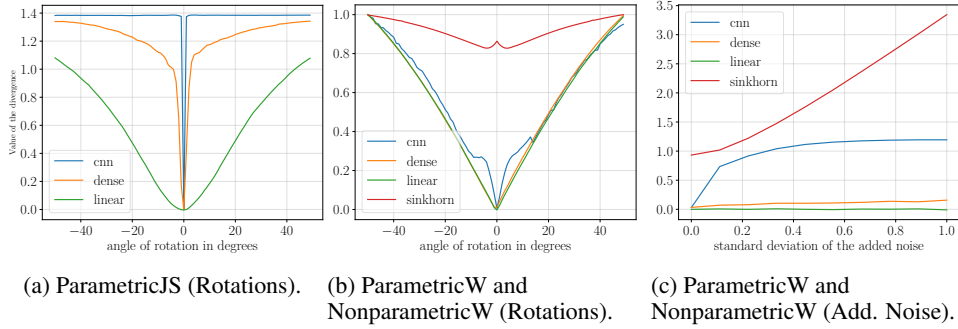 1.4
1.2
1.0
0.8
0.6
0.4
0.2
0.0
Value of the divergence
cnn
dense
linear
−40 −20 0 20 40
angle of rotation in degrees
1.0
0.8
0.6
0.4
0.2
0.0
cnn
dense
linear
sinkhorn
−40 −20 0 20 40
angle of rotation in degrees
3.5
3.0
2.5
2.0
1.5
1.0
0.5
0.0
cnn
dense
linear
sinkhorn
0.0 0.2 0.4 0.6 0.8 1.0
standard deviation of the added noise
(a) ParametricJS (Rotations).
(b) ParametricW and
NonparametricW (Rotations).
(c) ParametricW and
NonparametricW (Add. Noise).